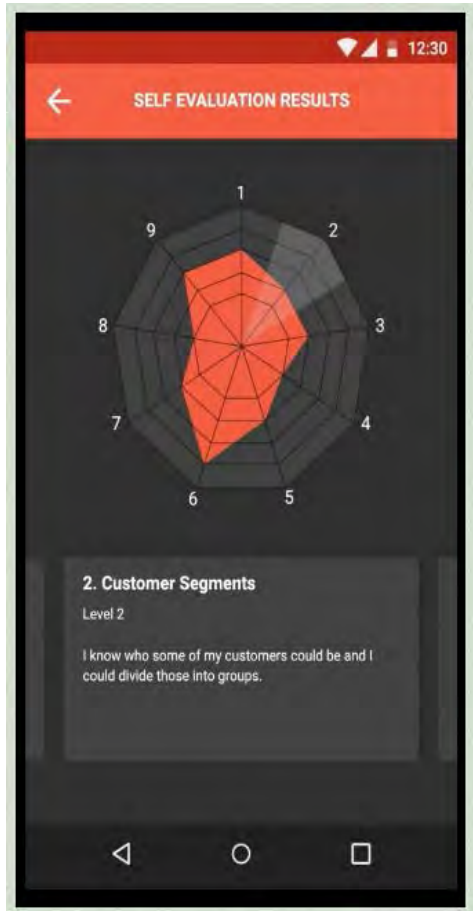 12:30
SELF EVALUATION RESULTS
1
2
3
4
5
6
7
8
9
2. Customer Segments
Level 2
I know who some of my customers could be and I
could divide those into groups.